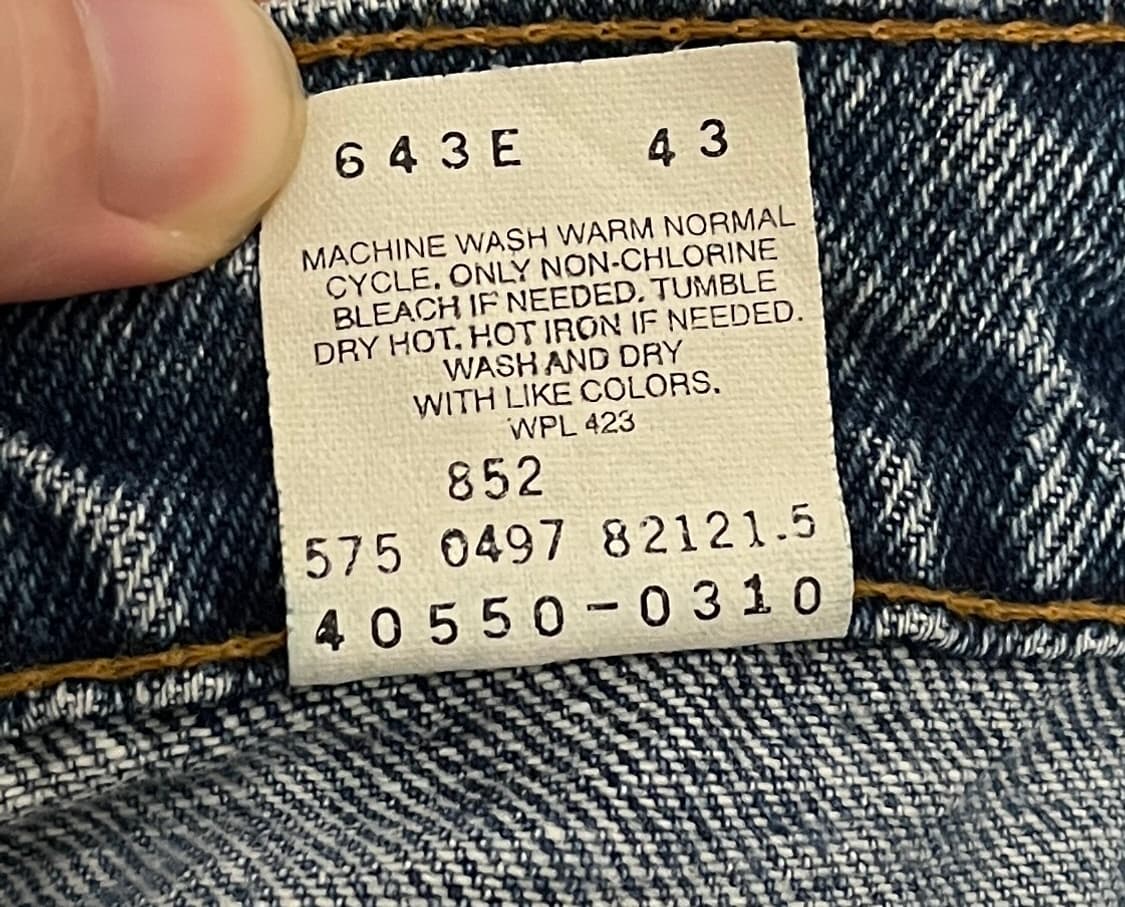 643E 43
MACHINE WASH WARM NORMAL
CYCLE. ONLY NON-CHLORINE
BLEACH IF NEEDED. TUMBLE
DRY HOT. HOT IRON IF NEEDED.
WASH AND DRY
WITH LIKE COLORS.
WPL 423
852
575 0497 82121.5
40550-0310